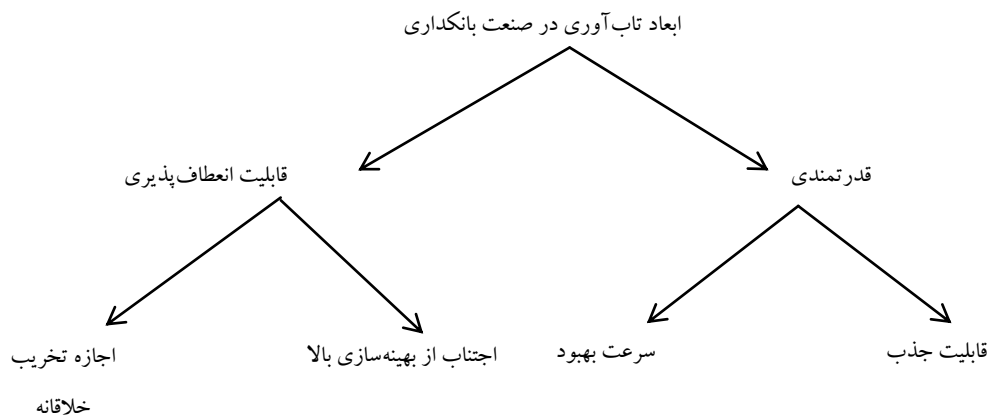 ابعاد تاب‌آوری در صنعت بانکداری
قدرتمندی
قابلیت انعطاف‌پذیری
قابلیت جذب
سرعت بهبود
اجتناب از بهینه‌سازی بالا
اجازه تخریب
خلاقانه